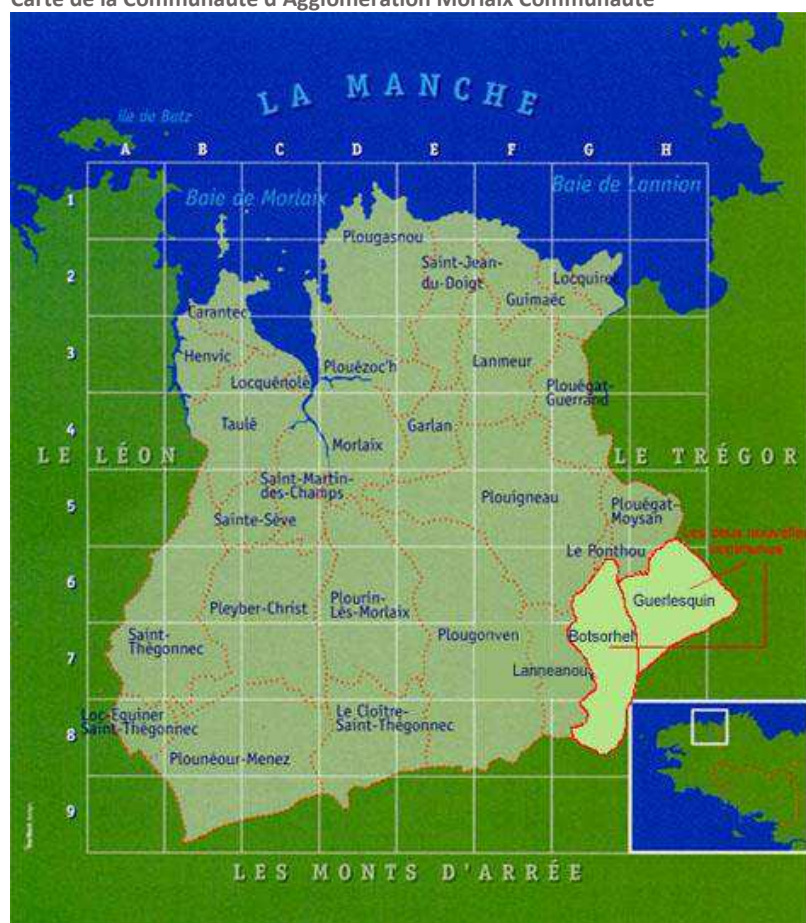 Carte de la Communauté d'Agglomération Morlaix Communauté
LA MANCHE
Ile de Batz
A B C D E F G H
Baie de Morlaix
Baie de Lannion
1
Plougasnou
2
Saint-Jean-
du-Doigt
Locquirec
Guimaëc
Carantec
3
Henvic
Locquénolé
Plouézoc'h
Lanmeur
Plouégat-
Guerrand
4
Taulé
Morlaix
Garlan
LE LÉON
LE TRÉGOR
Saint-Martin-
des-Champs
5
Sainte-Sève
Plouigneau
Plouégat-
Moysan
Le Ponthou
Les deux nouvelles
communes
6
Pleyber-Christ
Plourin-
Lès-Morlaix
Guerlesquin
7
Saint-
Thégonnec
Plougonven
Botsorhel
Lanneanou
Loc-Eguiner
Saint-Thégonnec
Le Cloître-
Saint-Thégonnec
8
Plounéour-Menez
9
LES MONTS D'ARRÉE